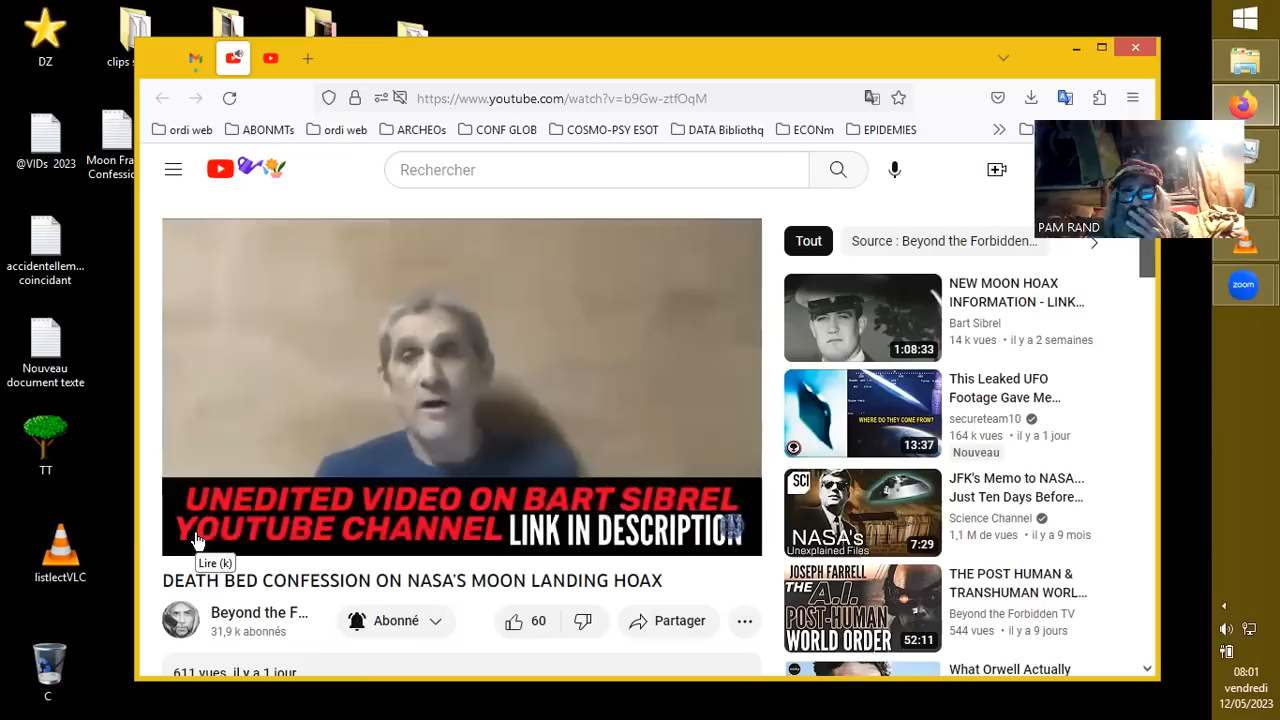 DZ
clips s
@VIDs 2023
Moon Fra
Confessio
accidentellem...
coincidant
Nouveau
document texte
TT
listlectVLC
C
https://www.youtube.com/watch?v=b9Gw-ztfOqM
ordi web
ABONMTs
ordi web
ARCHEOs
CONF GLOB
COSMO-PSY ESOT
DATA Bibliothq
ECONm
EPIDEMIES
Rechercher
PAM RAND
zoom
UNEDITED VIDEO ON BART SIBREL
YOUTUBE CHANNEL LINK IN DESCRIPTION
Lire (k)
DEATH BED CONFESSION ON NASA'S MOON LANDING HOAX
Beyond the F...
31,9 k abonnés
Abonné
60
Partager
611 vues, il y a 1 jour
Tout
Source : Beyond the Forbidden...
NEW MOON HOAX
INFORMATION - LINK...
Bart Sibrel
14 k vues • il y a 2 semaines
1:08:33
This Leaked UFO
Footage Gave Me...
secureteam10
164 k vues • il y a 1 jour
Nouveau
WHERE DO THEY COME FROM?
13:37
JFK's Memo to NASA...
Just Ten Days Before...
Science Channel
1,1 M de vues • il y a 9 mois
SCI
NASA's
Unexplained Files
7:29
THE POST HUMAN &
TRANSHUMAN WORL...
Beyond the Forbidden TV
544 vues • il y a 9 jours
JOSEPH FARRELL
THE A.I.
POST-HUMAN
WORLD ORDER
52:11
What Orwell Actually
08:01
vendredi
12/05/2023